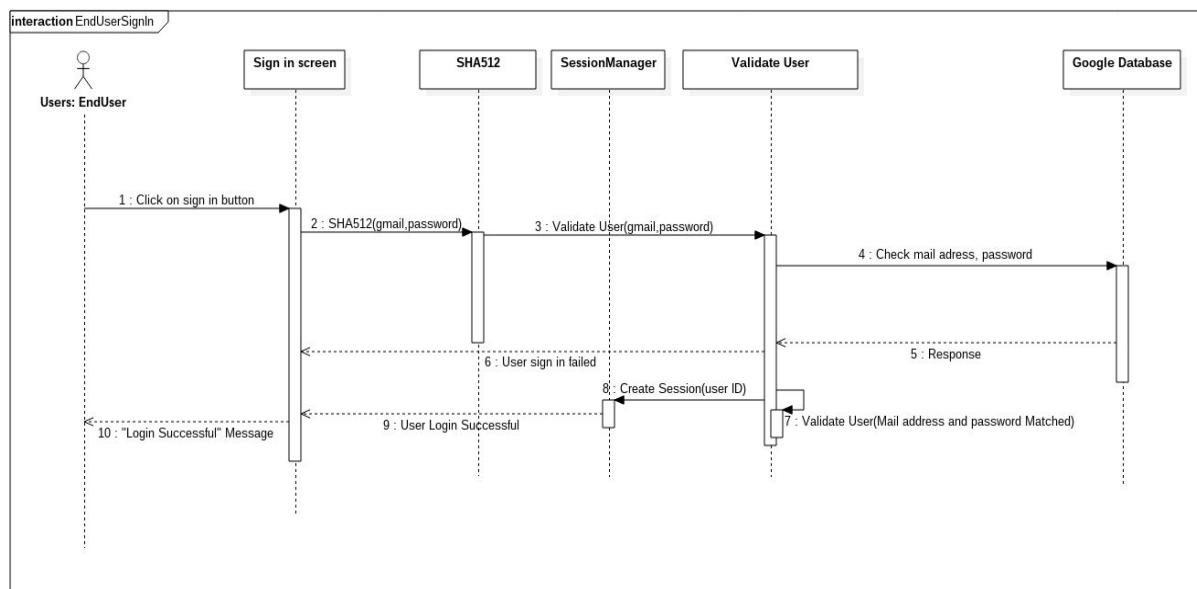 interaction EndUserSignIn
Sign in screen
SHA512
SessionManager
Validate User
Google Database
Users: EndUser
1 : Click on sign in button
2 : SHA512(gmail,password)
3 : Validate User(gmail,password)
4 : Check mail adress, password
5 : Response
6 : User sign in failed
8 : Create Session(user ID)
7 : Validate User(Mail address and password Matched)
9 : User Login Successful
10 : "Login Successful" Message